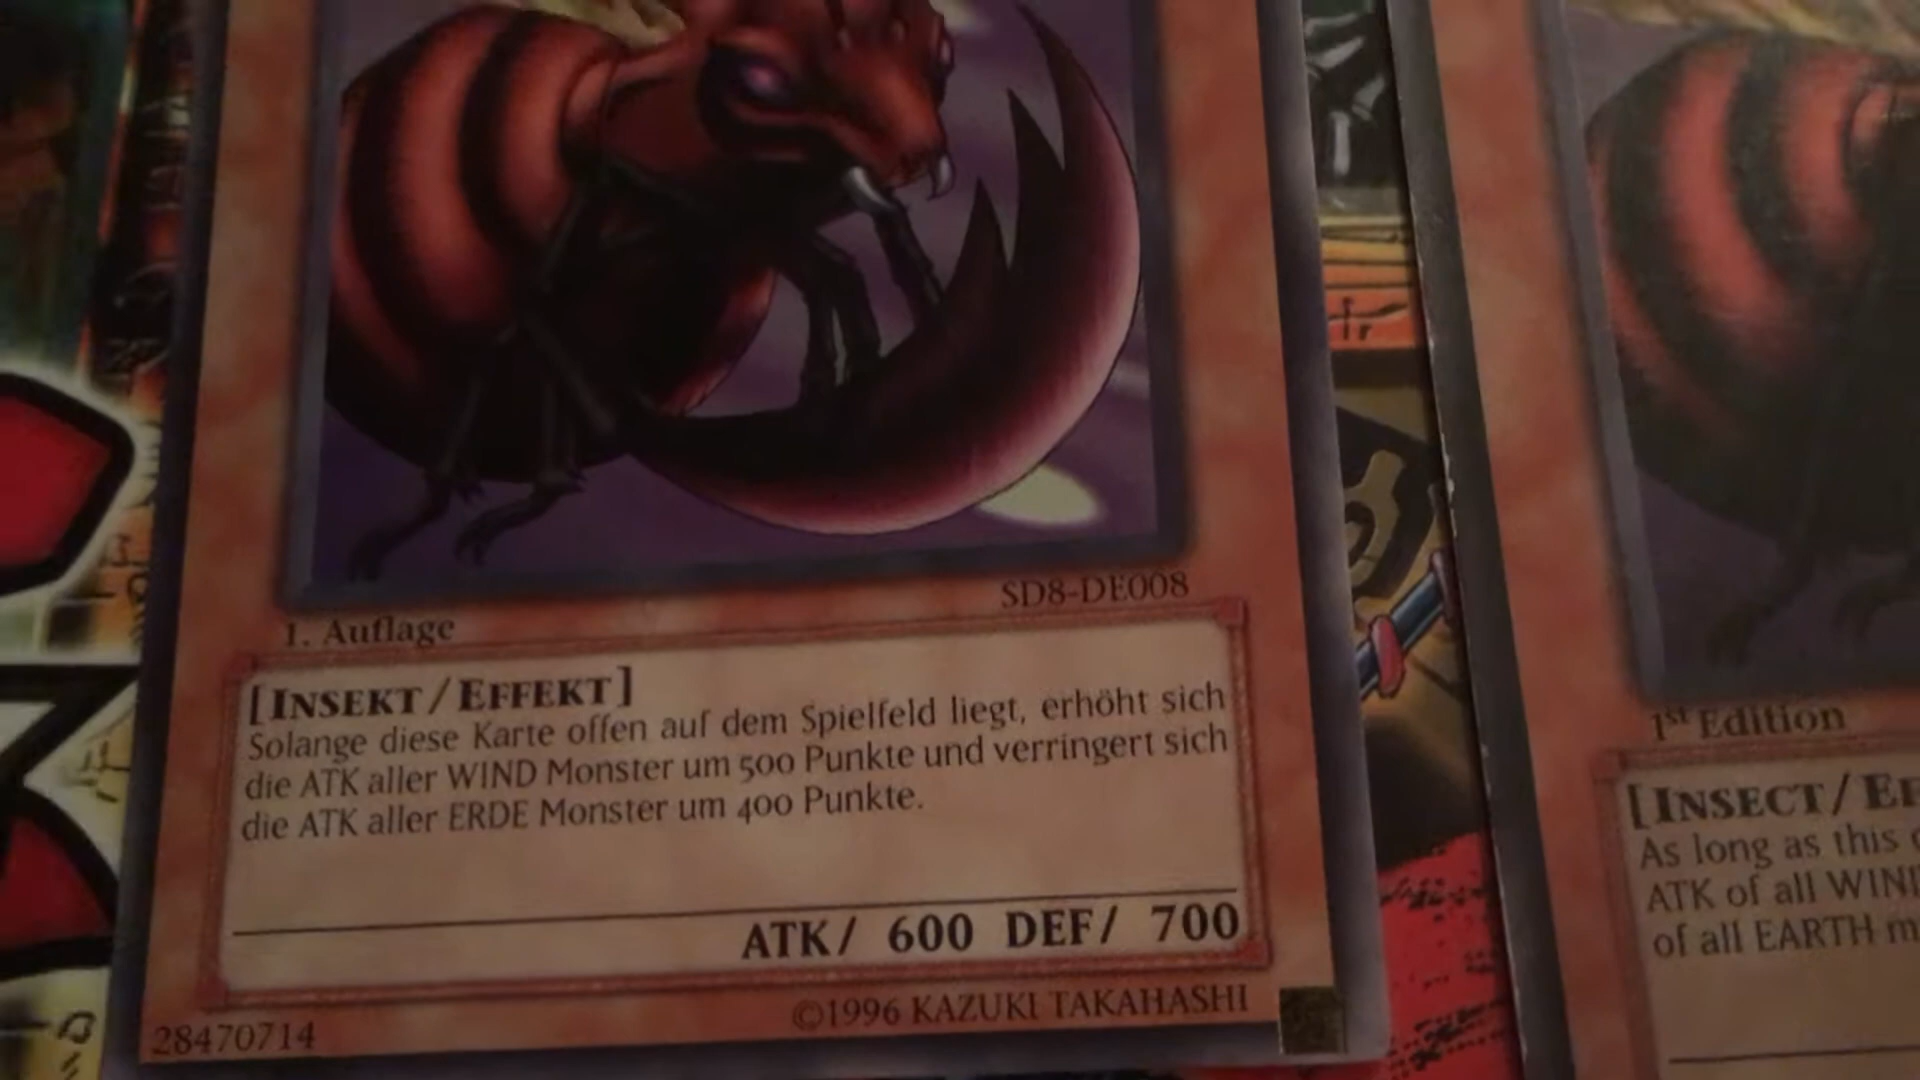 SD8-DE008
1. Auflage
[INSEKT/EFFEKT]
Solange diese Karte offen auf dem Spielfeld liegt, erhöht sich
die ATK aller WIND Monster um 500 Punkte und verringert sich
die ATK aller ERDE Monster um 400 Punkte.
ATK/ 600 DEF/ 700
28470714
©1996 KAZUKI TAKAHASHI
1st Edition
[INSECT/
As long as this
ATK of all WIND
of all EARTH